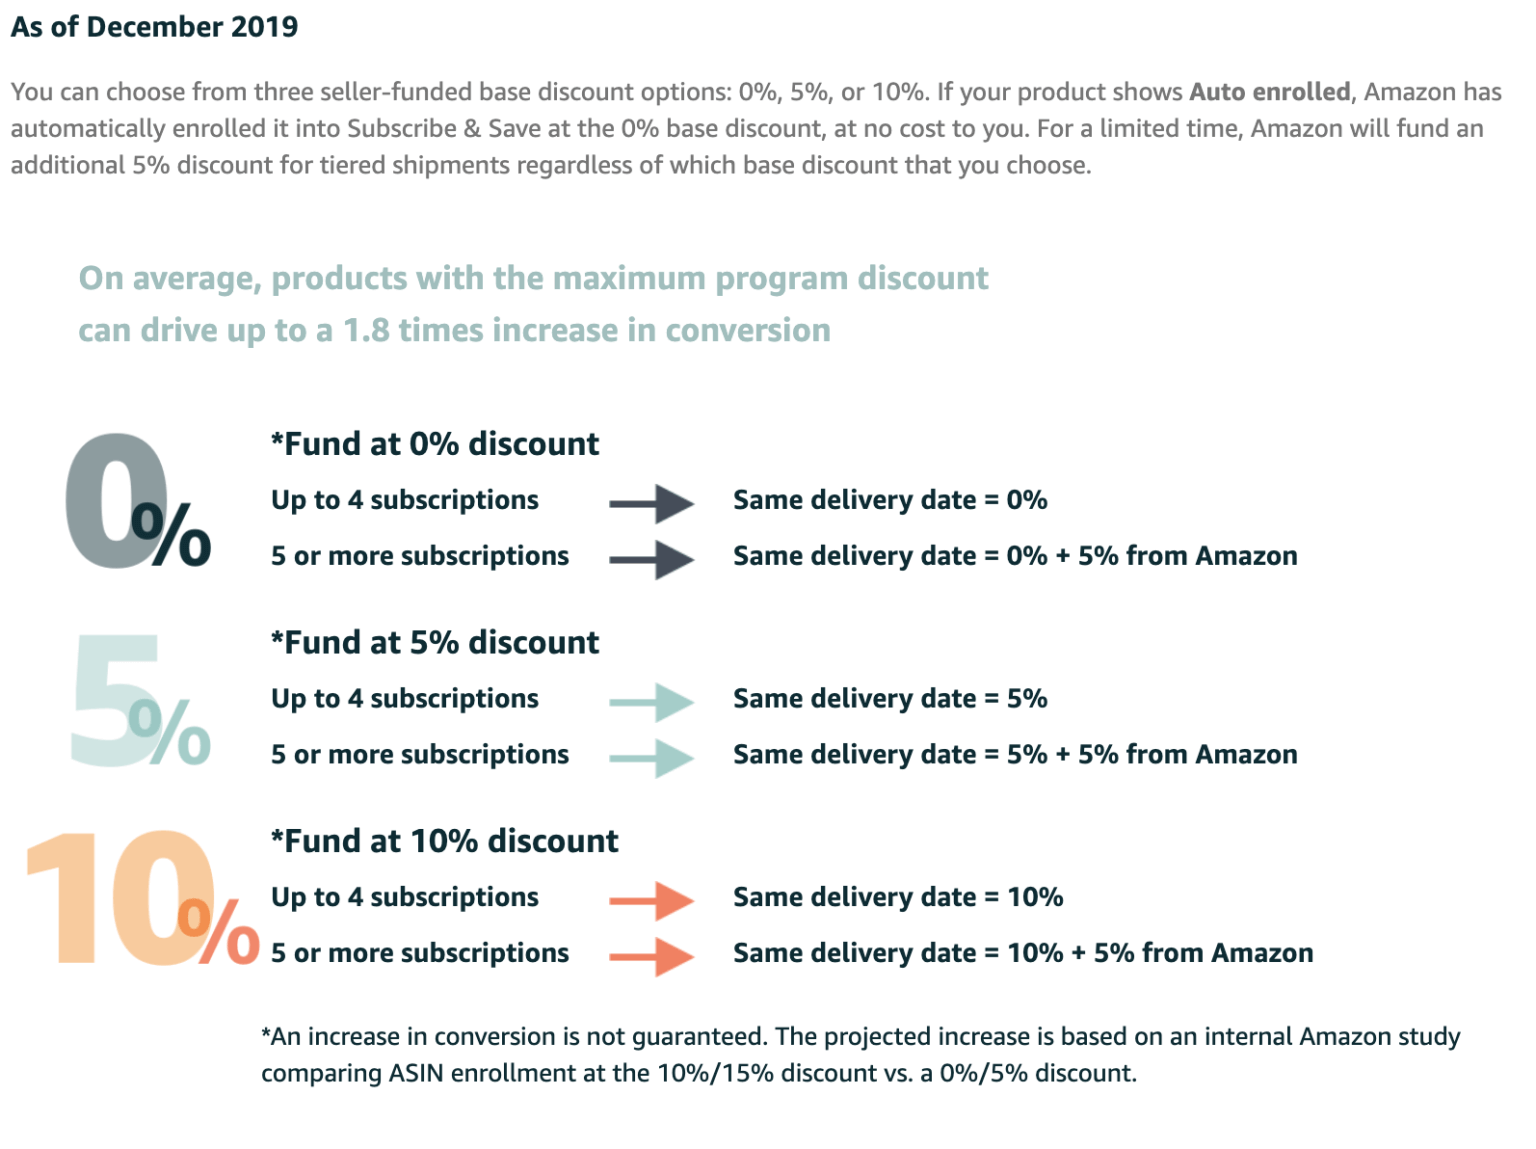 As of December 2019
You can choose from three seller-funded base discount options: 0%, 5%, or 10%. If your product shows Auto enrolled, Amazon has
automatically enrolled it into Subscribe & Save at the 0% base discount, at no cost to you. For a limited time, Amazon will fund an
additional 5% discount for tiered shipments regardless of which base discount that you choose.
On average, products with the maximum program discount
can drive up to a 1.8 times increase in conversion
0%
*Fund at 0% discount
Up to 4 subscriptions Same delivery date = 0%
5 or more subscriptions Same delivery date = 0% + 5% from Amazon
5%
*Fund at 5% discount
Up to 4 subscriptions Same delivery date = 5%
5 or more subscriptions Same delivery date = 5% + 5% from Amazon
10%
*Fund at 10% discount
Up to 4 subscriptions Same delivery date = 10%
5 or more subscriptions Same delivery date = 10% + 5% from Amazon
*An increase in conversion is not guaranteed. The projected increase is based on an internal Amazon study
comparing ASIN enrollment at the 10%/15% discount vs. a 0%/5% discount.